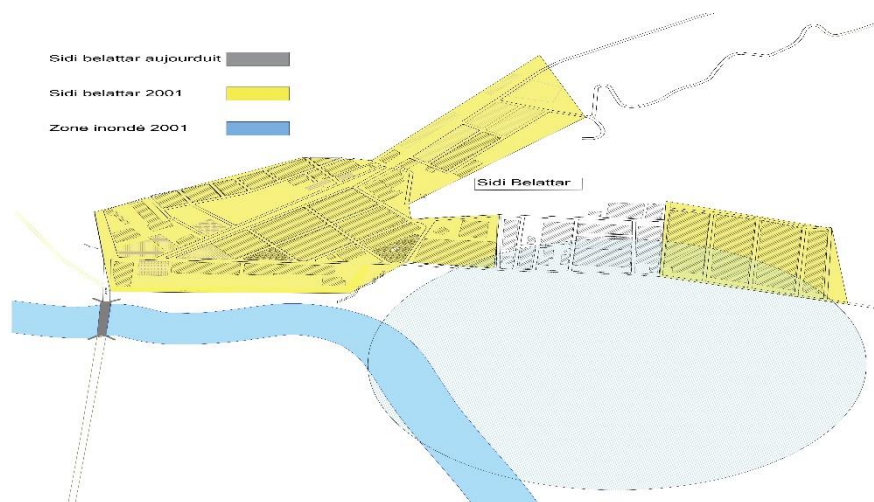 Sidi belattar aujourduit
Sidi belattar 2001
Zone inondé 2001
Sidi Belattar